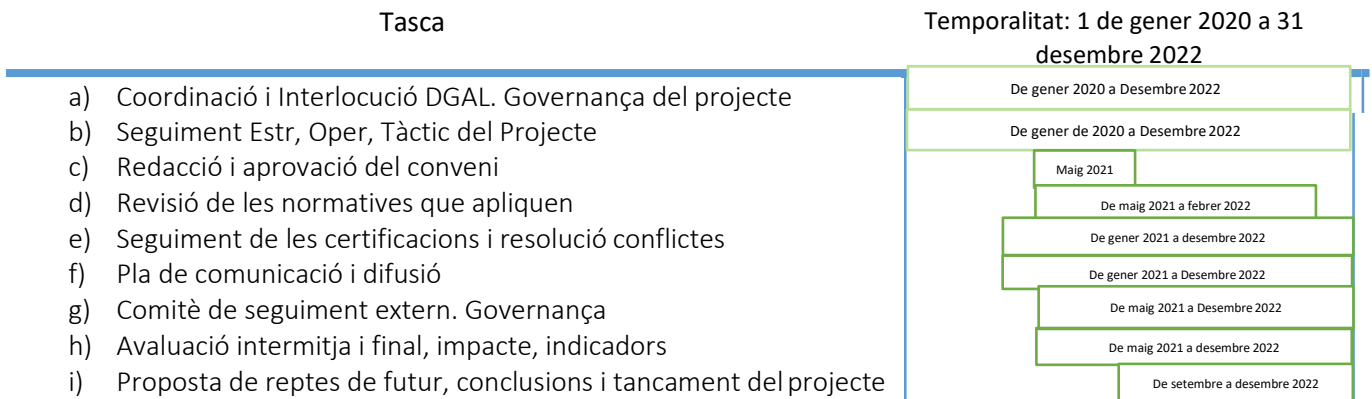 Tasca
Temporalitat: 1 de gener 2020 a 31
desembre 2022
a) Coordinació i Interlocució DGAL. Governança del projecte
De gener 2020 a Desembre 2022
b) Seguiment Estr, Oper, Tàctic del Projecte
De gener de 2020 a Desembre 2022
c) Redacció i aprovació del conveni
Maig 2021
d) Revisió de les normatives que apliquen
De maig 2021 a febrer 2022
e) Seguiment de les certificacions i resolució conflictes
De gener 2021 a desembre 2022
f) Pla de comunicació i difusió
De gener 2021 a Desembre 2022
g) Comitè de seguiment extern. Governança
De maig 2021 a Desembre 2022
h) Avaluació intermitja i final, impacte, indicadors
De maig 2021 a desembre 2022
i) Proposta de reptes de futur, conclusions i tancament del projecte
De setembre a desembre 2022